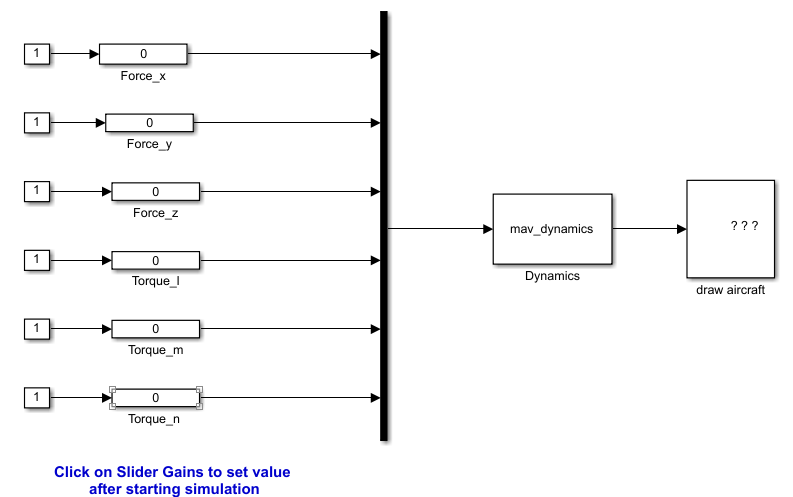 1
0
Force_x
1
0
Force_y
1
0
Force_z
mav_dynamics
Dynamics
? ? ?
draw aircraft
1
0
Torque_l
1
0
Torque_m
1
0
Torque_n
Click on Slider Gains to set value
after starting simulation